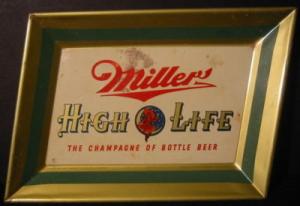 Miller
HIGH LIFE
THE CHAMPAGNE OF BOTTLE BEER